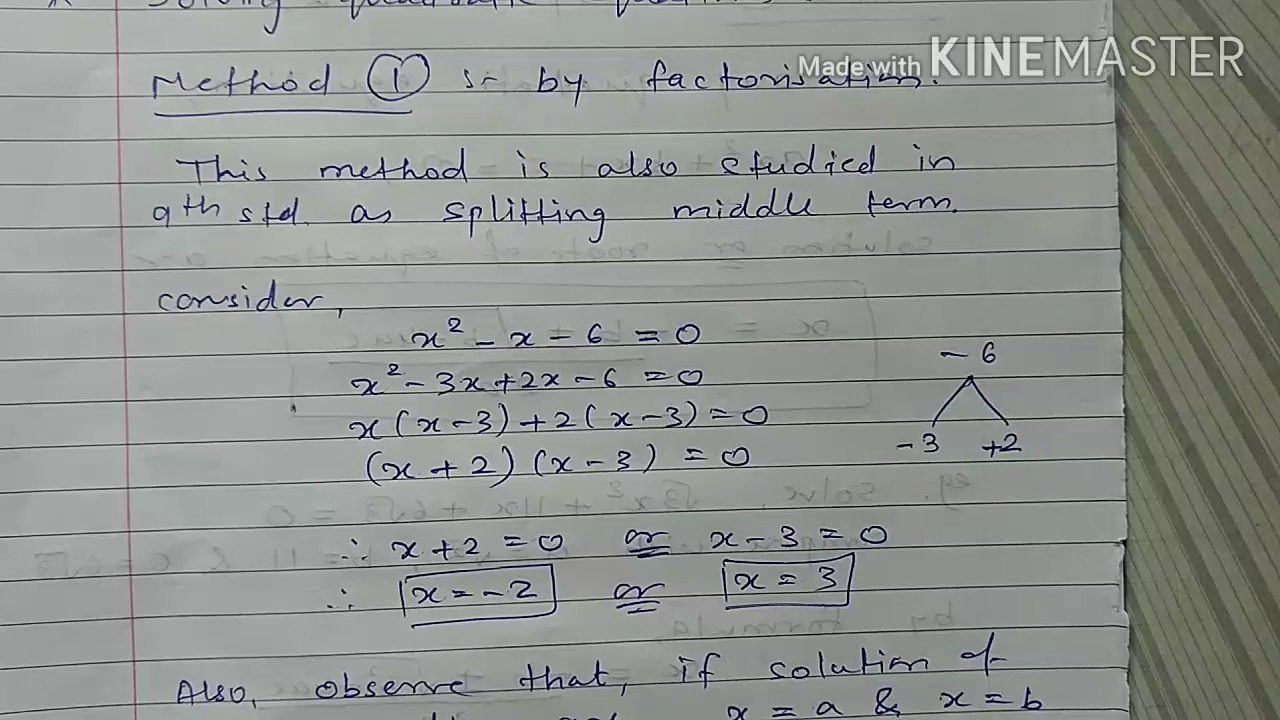 Solving quadratic
Made with KINEMASTER
Method ① :- by factorisation.
This method is also studied in
9th std. as splitting middle term.
consider,
x² - x - 6 = 0
x² - 3x + 2x - 6 = 0
x(x-3)+2(x-3)=0
(x+2)(x-3) = 0
- 6
-3 +2
∴ x+2 = 0 or x-3 = 0
∴ x = -2 or x = 3
Also, observe that, if solution of
x = a & x = b